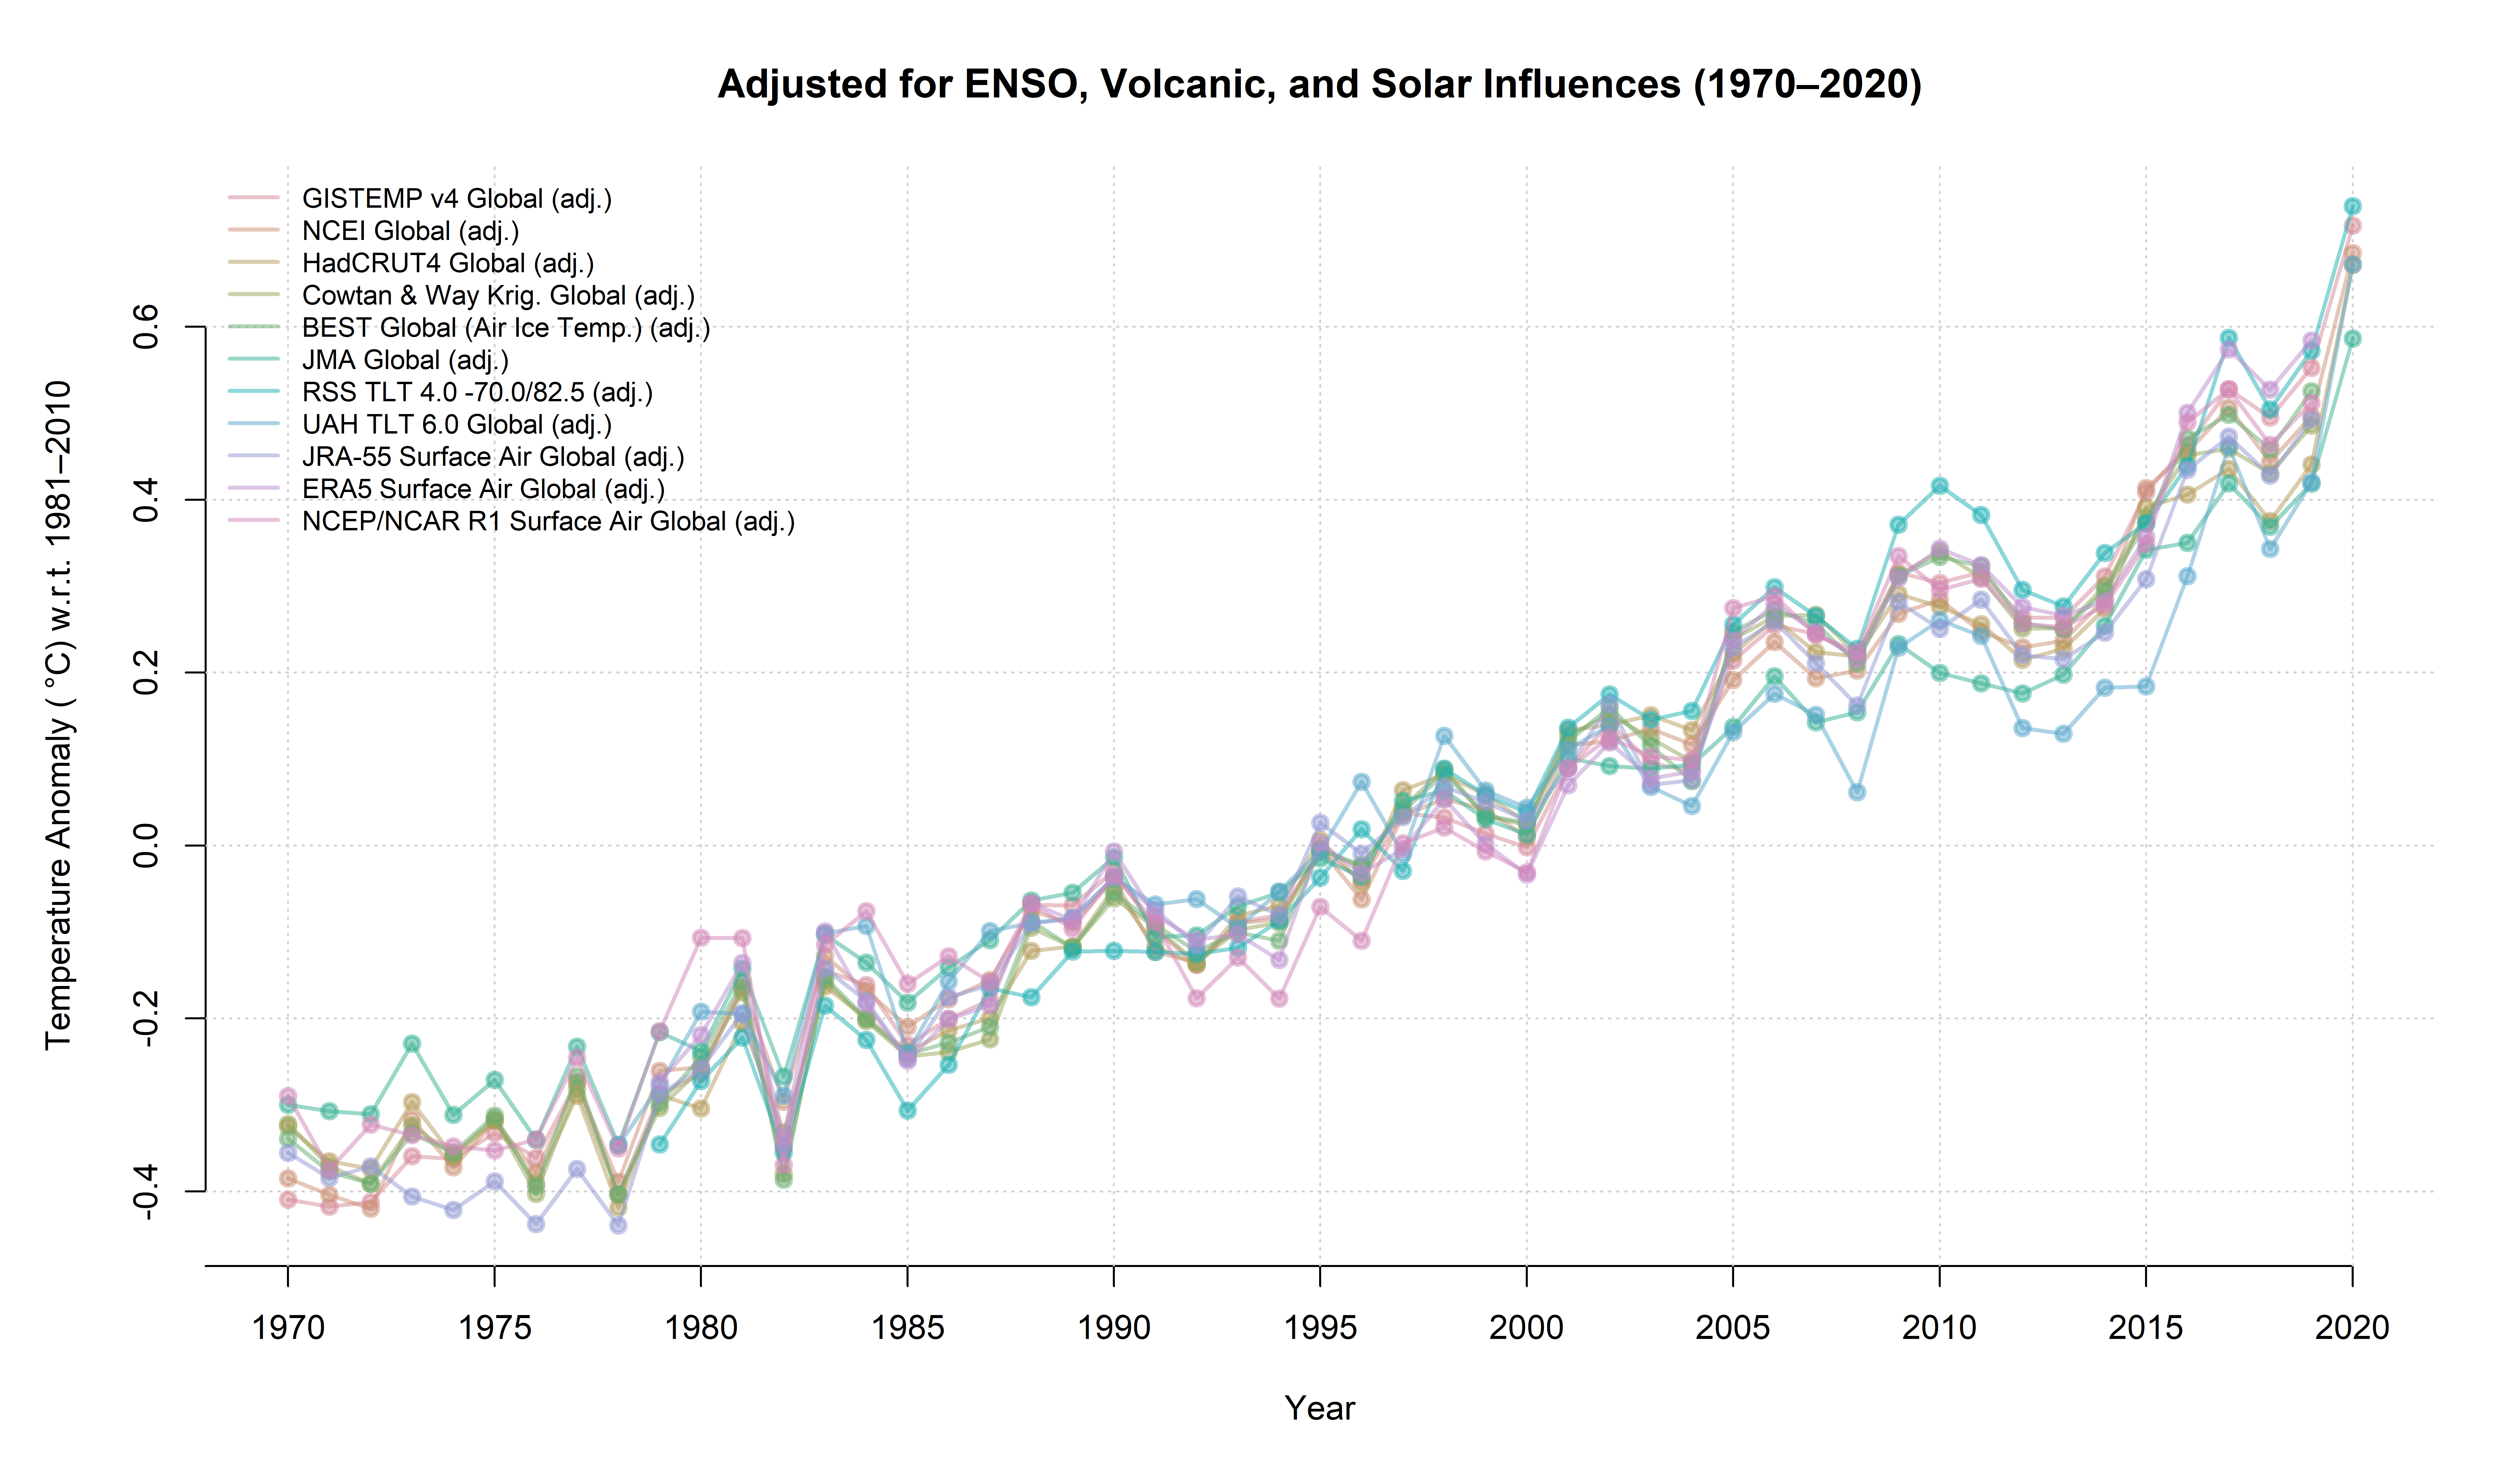 Adjusted for ENSO, Volcanic, and Solar Influences (1970–2020)
GISTEMP v4 Global (adj.)
NCEI Global (adj.)
HadCRUT4 Global (adj.)
Cowtan & Way Krig. Global (adj.)
BEST Global (Air Ice Temp.) (adj.)
JMA Global (adj.)
RSS TLT 4.0 -70.0/82.5 (adj.)
UAH TLT 6.0 Global (adj.)
JRA-55 Surface Air Global (adj.)
ERA5 Surface Air Global (adj.)
NCEP/NCAR R1 Surface Air Global (adj.)
Temperature Anomaly (°C) w.r.t. 1981–2010
0.6
0.4
0.2
0.0
-0.2
-0.4
1970 1975 1980 1985 1990 1995 2000 2005 2010 2015 2020
Year